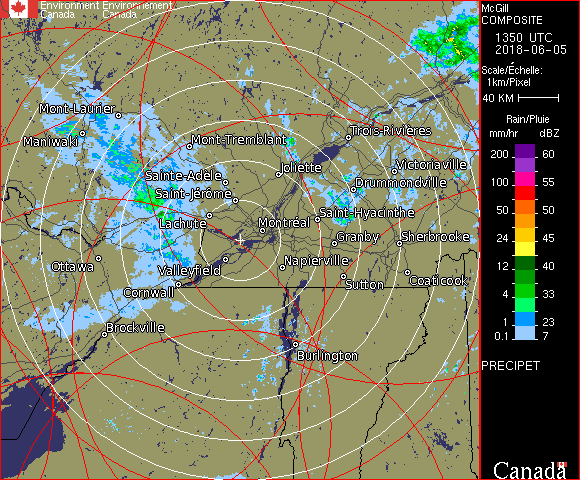 Environment Environnement
Canada Canada
McGill
COMPOSITE
1350 UTC
2018-06-05
Scale/Échelle:
1km/Pixel
40 KM
Rain/Pluie
mm/hr dBZ
200 60
100 55
50 50
24 45
12 40
4 33
1 23
0.1 7
PRECIPET
Canada
Mont-Laurier
Maniwaki
Mont-Tremblant
Trois-Rivières
Joliette
Victoriaville
Sainte-Adèle
Drummondville
Saint-Jérôme
Saint-Hyacinthe
Lachute
Montréal
Granby
Sherbrooke
Ottawa
Valleyfield
Napierville
Coaticook
Sutton
Cornwall
Brockville
Burlington